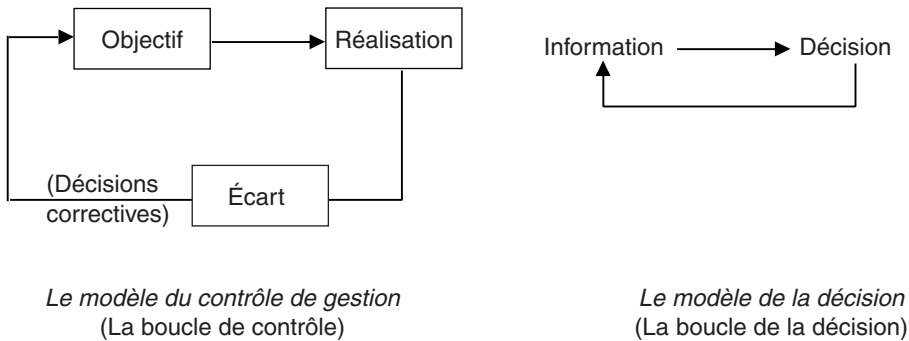 Objectif
Réalisation
(Décisions
correctives)
Écart
Le modèle du contrôle de gestion
(La boucle de contrôle)
Information
Décision
Le modèle de la décision
(La boucle de la décision)